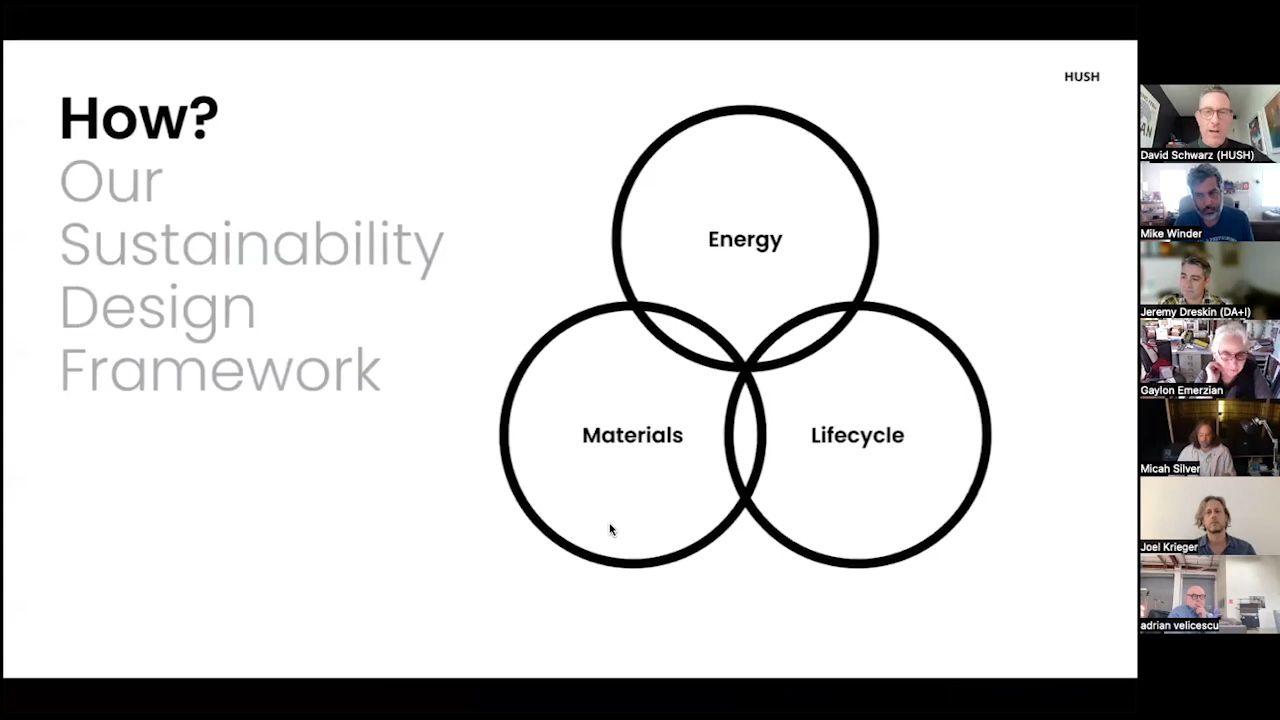 HUSH
How?
Our
Sustainability
Design
Framework
Energy
Materials
Lifecycle
David Schwarz (HUSH)
Mike Winder
Jeremy Dreskin (DA+I)
Gaylon Emerzian
Micah Silver
Joel Krieger
adrian velicescu